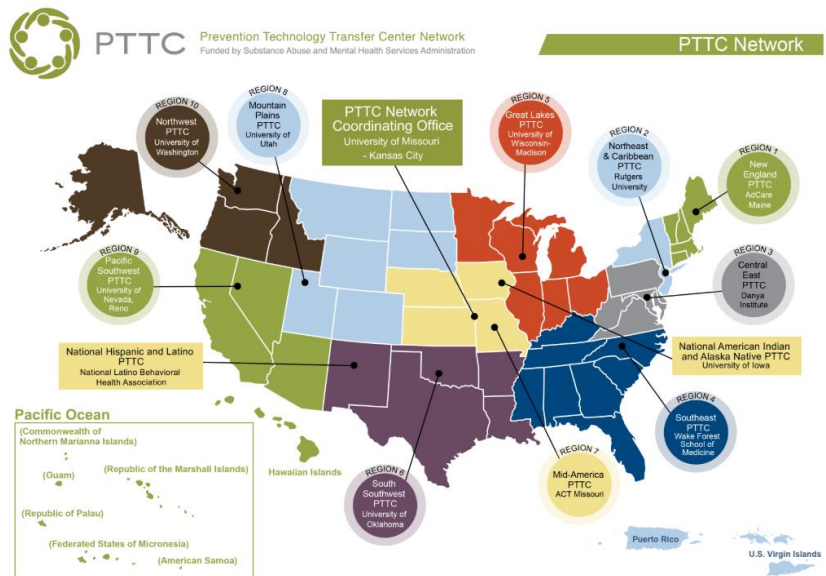 PTTC
Prevention Technology Transfer Center Network
Funded by Substance Abuse and Mental Health Services Administration
PTTC Network
REGION 10
Northwest
PTTC
University of
Washington
REGION 8
Mountain
Plains
PTTC
University of
Utah
PTTC Network
Coordinating Office
University of Missouri
- Kansas City
REGION 5
Great Lakes
PTTC
University of
Wisconsin-
Madison
REGION 2
Northeast
& Caribbean
PTTC
Rutgers
University
REGION 1
New
England
PTTC
AdCare
Maine
REGION 9
Pacific
Southwest
PTTC
University of
Nevada,
Reno
REGION 3
Central
East
PTTC
Danya
Institute
National Hispanic and Latino
PTTC
National Latino Behavioral
Health Association
National American Indian
and Alaska Native PTTC
University of Iowa
REGION 4
Southeast
PTTC
Wake Forest
School of
Medicine
REGION 7
Mid-America
PTTC
ACT Missouri
REGION 6
South
Southwest
PTTC
University of
Oklahoma
Hawaiian Islands
Pacific Ocean
(Commonwealth of
Northern Marianna Islands)
(Guam)
(Republic of the Marshall Islands)
(Republic of Palau)
(Federated States of Micronesia)
(American Samoa)
Puerto Rico
U.S. Virgin Islands